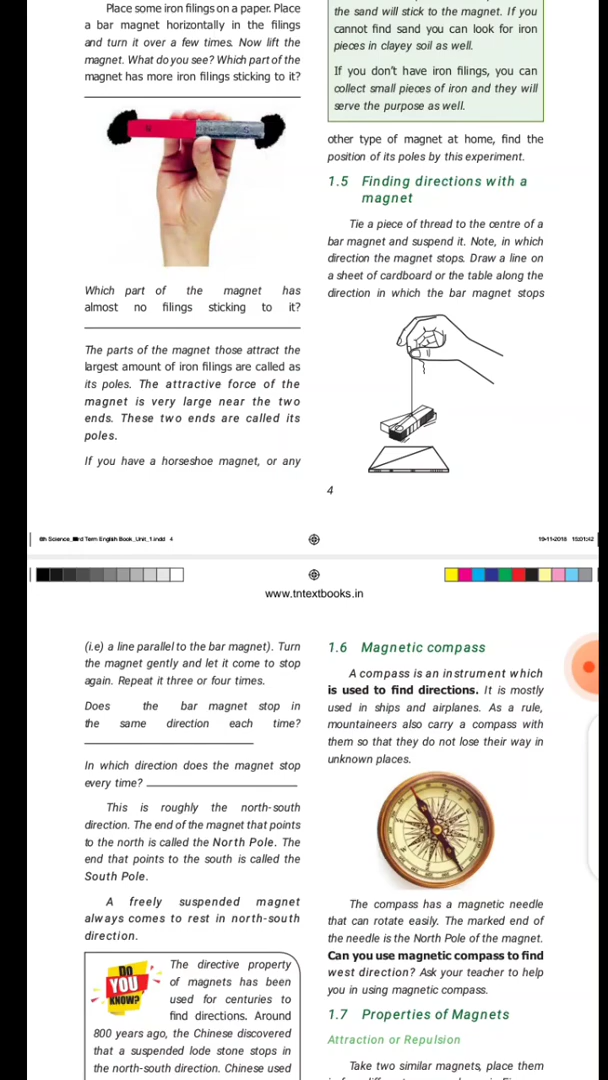 Place some iron filings on a paper. Place
a bar magnet horizontally in the filings
and turn it over a few times. Now lift the
magnet. What do you see? Which part of the
magnet has more iron filings sticking to it?
Which part of the magnet has
almost no filings sticking to it?
The parts of the magnet those attract the
largest amount of iron filings are called as
its poles. The attractive force of the
magnet is very large near the two
ends. These two ends are called its
poles.
If you have a horseshoe magnet, or any
the sand will stick to the magnet. If you
cannot find sand you can look for iron
pieces in clayey soil as well.
If you don't have iron filings, you can
collect small pieces of iron and they will
serve the purpose as well.
other type of magnet at home, find the
position of its poles by this experiment.
1.5 Finding directions with a
magnet
Tie a piece of thread to the centre of a
bar magnet and suspend it. Note, in which
direction the magnet stops. Draw a line on
a sheet of cardboard or the table along the
direction in which the bar magnet stops
4
6th Science_IIIrd Term English Book_Unit_1.indd 4
19-11-2018 15:01:42
www.tntextbooks.in
(i.e) a line parallel to the bar magnet). Turn
the magnet gently and let it come to stop
again. Repeat it three or four times.
Does the bar magnet stop in
the same direction each time?
In which direction does the magnet stop
every time?
This is roughly the north-south
direction. The end of the magnet that points
to the north is called the North Pole. The
end that points to the south is called the
South Pole.
A freely suspended magnet
always comes to rest in north-south
direction.
DO
YOU
KNOW?
The directive property
of magnets has been
used for centuries to
find directions. Around
800 years ago, the Chinese discovered
that a suspended lode stone stops in
the north-south direction. Chinese used
1.6 Magnetic compass
A compass is an instrument which
is used to find directions. It is mostly
used in ships and airplanes. As a rule,
mountaineers also carry a compass with
them so that they do not lose their way in
unknown places.
The compass has a magnetic needle
that can rotate easily. The marked end of
the needle is the North Pole of the magnet.
Can you use magnetic compass to find
west direction? Ask your teacher to help
you in using magnetic compass.
1.7 Properties of Magnets
Attraction or Repulsion
Take two similar magnets, place them